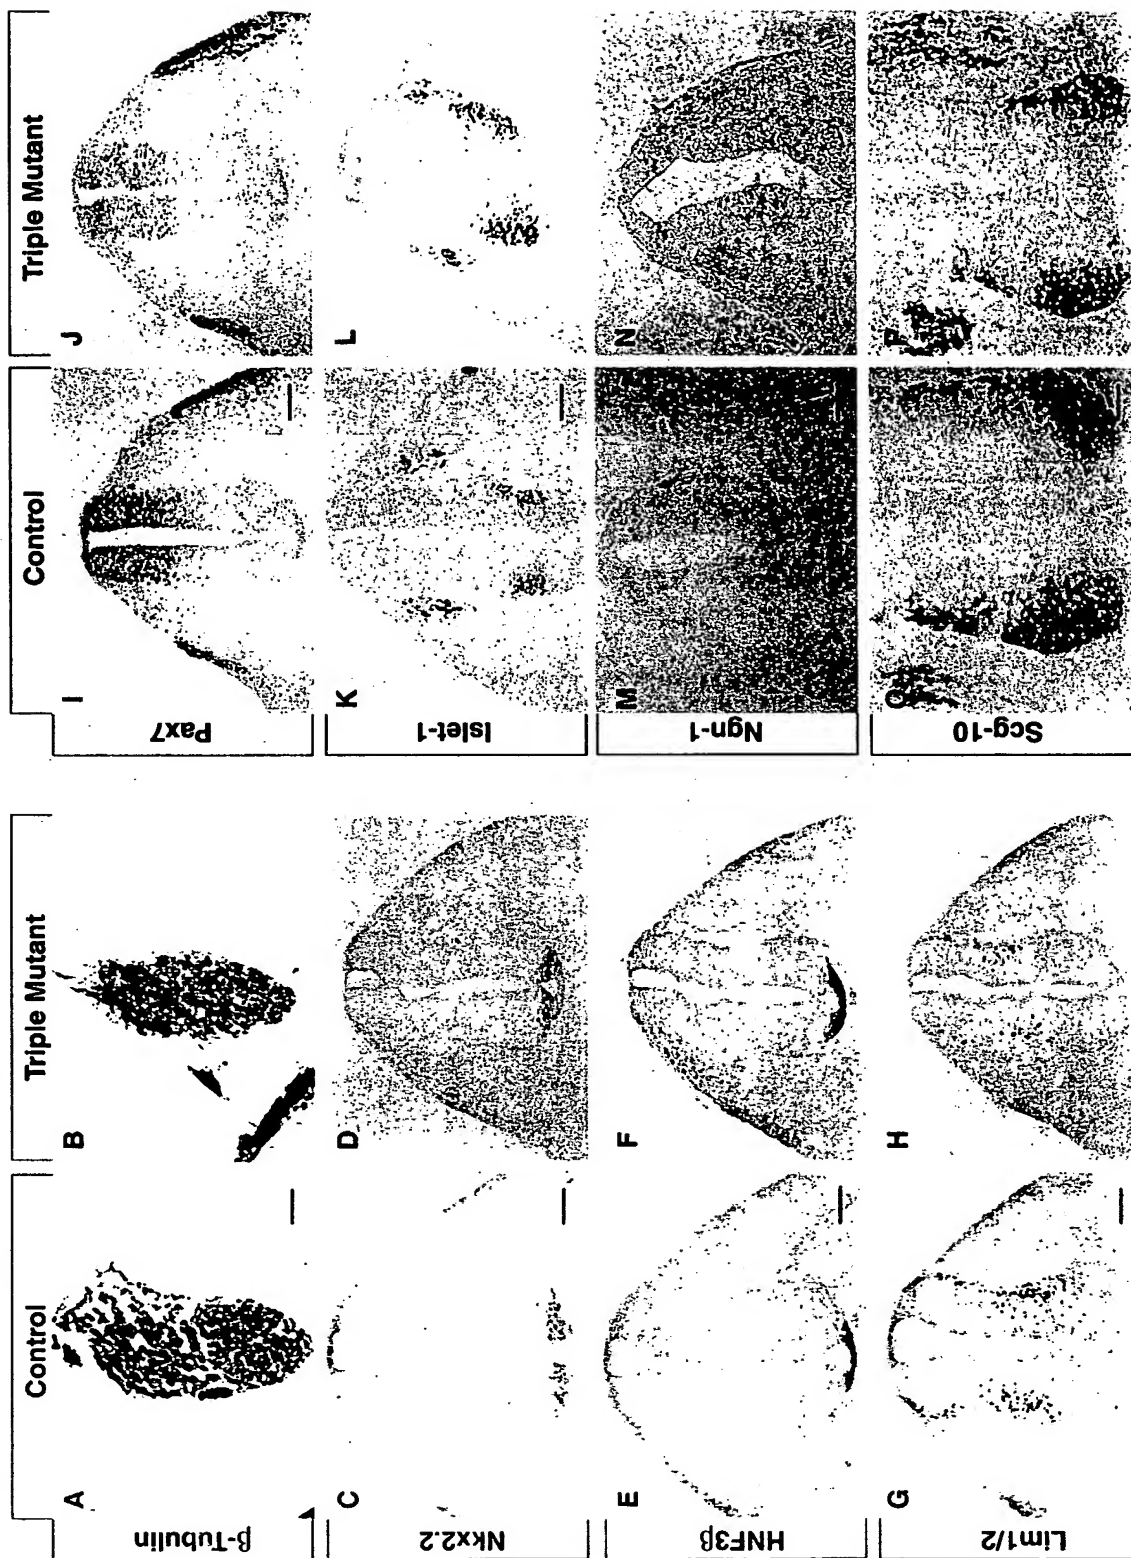 Control
Triple Mutant
β-Tubulin
A
B
Nkx2.2
C
D
HNF3β
E
F
Lim1/2
G
H
Control
Triple Mutant
Pax7
I
J
Islet-1
K
L
Ngn-1
M
N
Scg-10
O
P